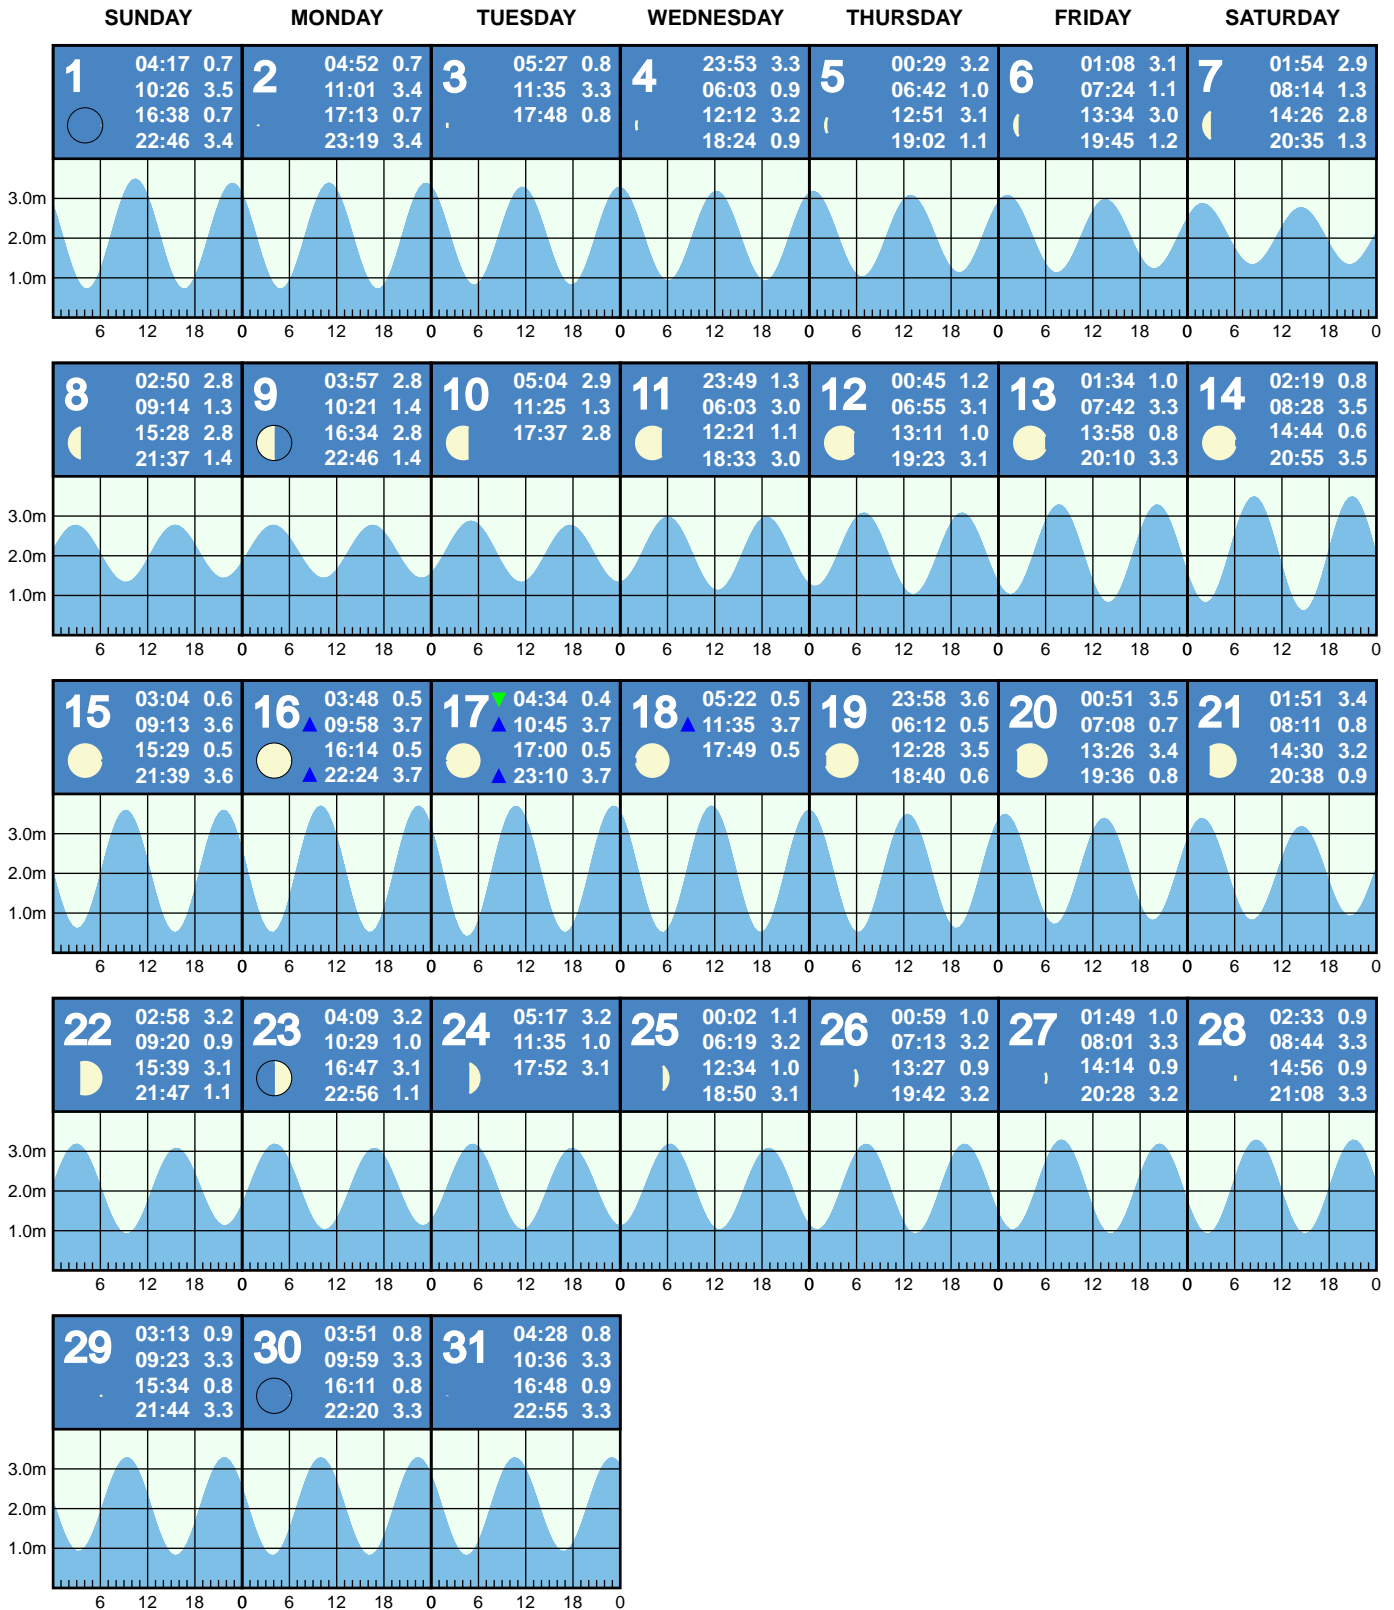 SUNDAY MONDAY TUESDAY WEDNESDAY THURSDAY FRIDAY SATURDAY
1 04:17 0.7
10:26 3.5
16:38 0.7
22:46 3.4
2 04:52 0.7
11:01 3.4
17:13 0.7
23:19 3.4
3 05:27 0.8
11:35 3.3
17:48 0.8
4 23:53 3.3
06:03 0.9
12:12 3.2
18:24 0.9
5 00:29 3.2
06:42 1.0
12:51 3.1
19:02 1.1
6 01:08 3.1
07:24 1.1
13:34 3.0
19:45 1.2
7 01:54 2.9
08:14 1.3
14:26 2.8
20:35 1.3
3.0m
2.0m
1.0m
6 12 18 0 6 12 18 0 6 12 18 0 6 12 18 0 6 12 18 0 6 12 18 0 6 12 18 0
8 02:50 2.8
09:14 1.3
15:28 2.8
21:37 1.4
9 03:57 2.8
10:21 1.4
16:34 2.8
22:46 1.4
10 05:04 2.9
11:25 1.3
17:37 2.8
11 23:49 1.3
06:03 3.0
12:21 1.1
18:33 3.0
12 00:45 1.2
06:55 3.1
13:11 1.0
19:23 3.1
13 01:34 1.0
07:42 3.3
13:58 0.8
20:10 3.3
14 02:19 0.8
08:28 3.5
14:44 0.6
20:55 3.5
3.0m
2.0m
1.0m
6 12 18 0 6 12 18 0 6 12 18 0 6 12 18 0 6 12 18 0 6 12 18 0 6 12 18 0
15 03:04 0.6
09:13 3.6
15:29 0.5
21:39 3.6
16 03:48 0.5
09:58 3.7
16:14 0.5
22:24 3.7
17 04:34 0.4
10:45 3.7
17:00 0.5
23:10 3.7
18 05:22 0.5
11:35 3.7
17:49 0.5
19 23:58 3.6
06:12 0.5
12:28 3.5
18:40 0.6
20 00:51 3.5
07:08 0.7
13:26 3.4
19:36 0.8
21 01:51 3.4
08:11 0.8
14:30 3.2
20:38 0.9
3.0m
2.0m
1.0m
6 12 18 0 6 12 18 0 6 12 18 0 6 12 18 0 6 12 18 0 6 12 18 0 6 12 18 0
22 02:58 3.2
09:20 0.9
15:39 3.1
21:47 1.1
23 04:09 3.2
10:29 1.0
16:47 3.1
22:56 1.1
24 05:17 3.2
11:35 1.0
17:52 3.1
25 00:02 1.1
06:19 3.2
12:34 1.0
18:50 3.1
26 00:59 1.0
07:13 3.2
13:27 0.9
19:42 3.2
27 01:49 1.0
08:01 3.3
14:14 0.9
20:28 3.2
28 02:33 0.9
08:44 3.3
14:56 0.9
21:08 3.3
3.0m
2.0m
1.0m
6 12 18 0 6 12 18 0 6 12 18 0 6 12 18 0 6 12 18 0 6 12 18 0 6 12 18 0
29 03:13 0.9
09:23 3.3
15:34 0.8
21:44 3.3
30 03:51 0.8
09:59 3.3
16:11 0.8
22:20 3.3
31 04:28 0.8
10:36 3.3
16:48 0.9
22:55 3.3
3.0m
2.0m
1.0m
6 12 18 0 6 12 18 0 6 12 18 0